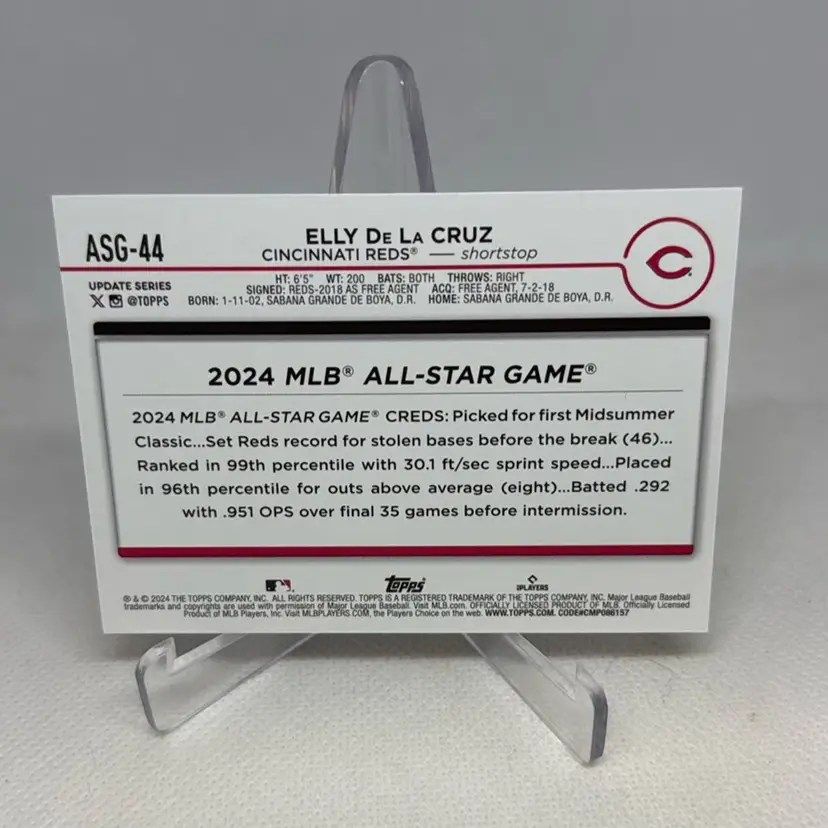 ASG-44
ELLY DE LA CRUZ
CINCINNATI REDS® — shortstop
C
UPDATE SERIES
@TOPPS
HT: 6'5" WT: 200 BATS: BOTH THROWS: RIGHT
SIGNED: REDS-2018 AS FREE AGENT ACQ: FREE AGENT, 7-2-18
BORN: 1-11-02, SABANA GRANDE DE BOYA, D.R. HOME: SABANA GRANDE DE BOYA, D.R.
2024 MLB® ALL-STAR GAME®
2024 MLB® ALL-STAR GAME® CREDS: Picked for first Midsummer
Classic...Set Reds record for stolen bases before the break (46)...
Ranked in 99th percentile with 30.1 ft/sec sprint speed...Placed
in 96th percentile for outs above average (eight)...Batted .292
with .951 OPS over final 35 games before intermission.
Topps
PLAYERS
® & © 2024 THE TOPPS COMPANY, INC. ALL RIGHTS RESERVED. TOPPS IS A REGISTERED TRADEMARK OF THE TOPPS COMPANY, INC. Major League Baseball
trademarks and copyrights are used with permission of Major League Baseball. Visit MLB.com. OFFICIALLY LICENSED PRODUCT OF MLB. Officially Licensed
Product of MLB Players, Inc. Visit MLBPLAYERS.COM, the Players Choice on the web. WWW.TOPPS.COM. CODE#CMP086157